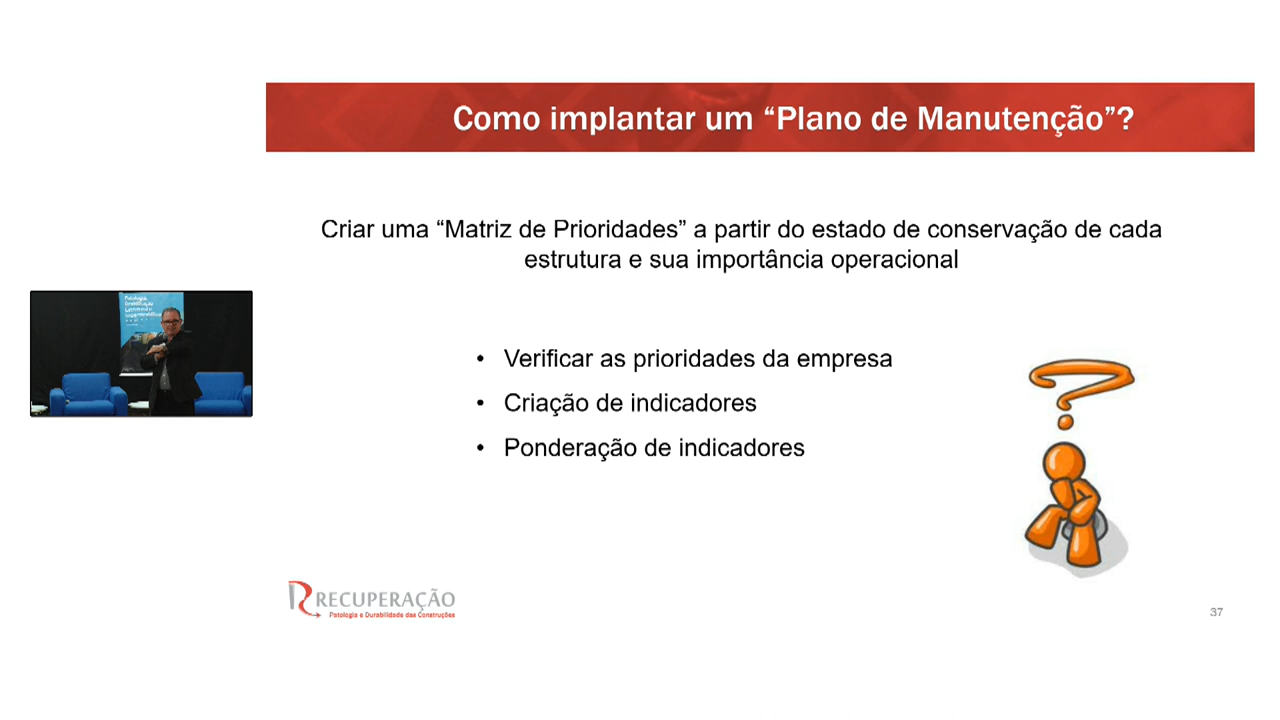 Como implantar um “Plano de Manutenção”?
Criar uma “Matriz de Prioridades” a partir do estado de conservação de cada
estrutura e sua importância operacional
• Verificar as prioridades da empresa
• Criação de indicadores
• Ponderação de indicadores
RECUPERAÇÃO
Patologia e Durabilidade das Construções
37